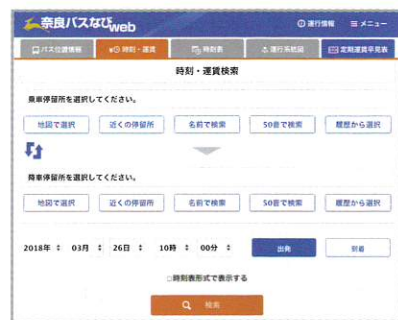 奈良バスなびweb
運行情報 メニュー
バス位置情報 時刻・運賃 時刻表 運行系統図 定期運賃早見表
時刻・運賃検索
乗車停留所を選択してください。
地図で選択 近くの停留所 名前で検索 50音で検索 履歴から選択
降車停留所を選択してください。
地図で選択 近くの停留所 名前で検索 50音で検索 履歴から選択
2018年 03月 26日 10時 00分 出発 到着
時刻表形式で表示する
検索